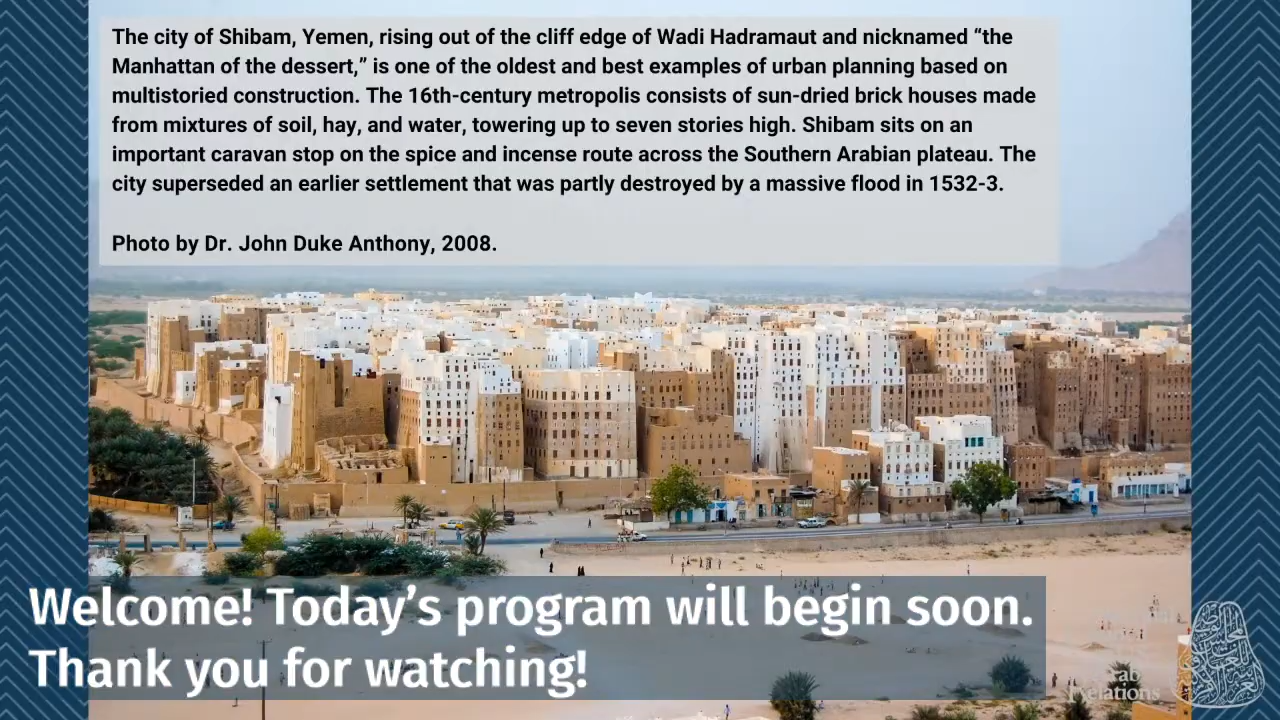 The city of Shibam, Yemen, rising out of the cliff edge of Wadi Hadramaut and nicknamed “the
Manhattan of the dessert,” is one of the oldest and best examples of urban planning based on
multistoried construction. The 16th-century metropolis consists of sun-dried brick houses made
from mixtures of soil, hay, and water, towering up to seven stories high. Shibam sits on an
important caravan stop on the spice and incense route across the Southern Arabian plateau. The
city superseded an earlier settlement that was partly destroyed by a massive flood in 1532-3.
Photo by Dr. John Duke Anthony, 2008.
Welcome! Today’s program will begin soon.
Thank you for watching!
Relations